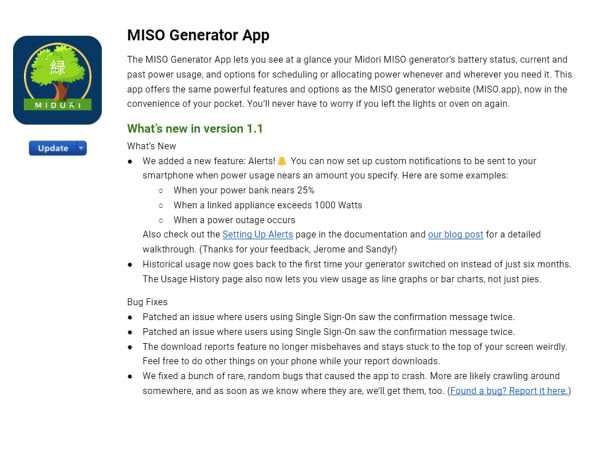 MISO Generator App
緑
MIDORI
Update
The MISO Generator App lets you see at a glance your Midori MISO generator's battery status, current and
past power usage, and options for scheduling or allocating power whenever and wherever you need it. This
app offers the same powerful features and options as the MISO generator website (MISO.app), now in the
convenience of your pocket. You'll never have to worry if you left the lights or oven on again.
What's new in version 1.1
What's New
● We added a new feature: Alerts!🔔 You can now set up custom notifications to be sent to your
smartphone when power usage nears an amount you specify. Here are some examples:
○ When your power bank nears 25%
○ When a linked appliance exceeds 1000 Watts
○ When a power outage occurs
Also check out the Setting Up Alerts page in the documentation and our blog post for a detailed
walkthrough. (Thanks for your feedback, Jerome and Sandy!)
● Historical usage now goes back to the first time your generator switched on instead of just six months.
The Usage History page also now lets you view usage as line graphs or bar charts, not just pies.
Bug Fixes
● Patched an issue where users using Single Sign-On saw the confirmation message twice.
● Patched an issue where users using Single Sign-On saw the confirmation message twice.
● The download reports feature no longer misbehaves and stays stuck to the top of your screen weirdly.
Feel free to do other things on your phone while your report downloads.
● We fixed a bunch of rare, random bugs that caused the app to crash. More are likely crawling around
somewhere, and as soon as we know where they are, we'll get them, too. (Found a bug? Report it here.)